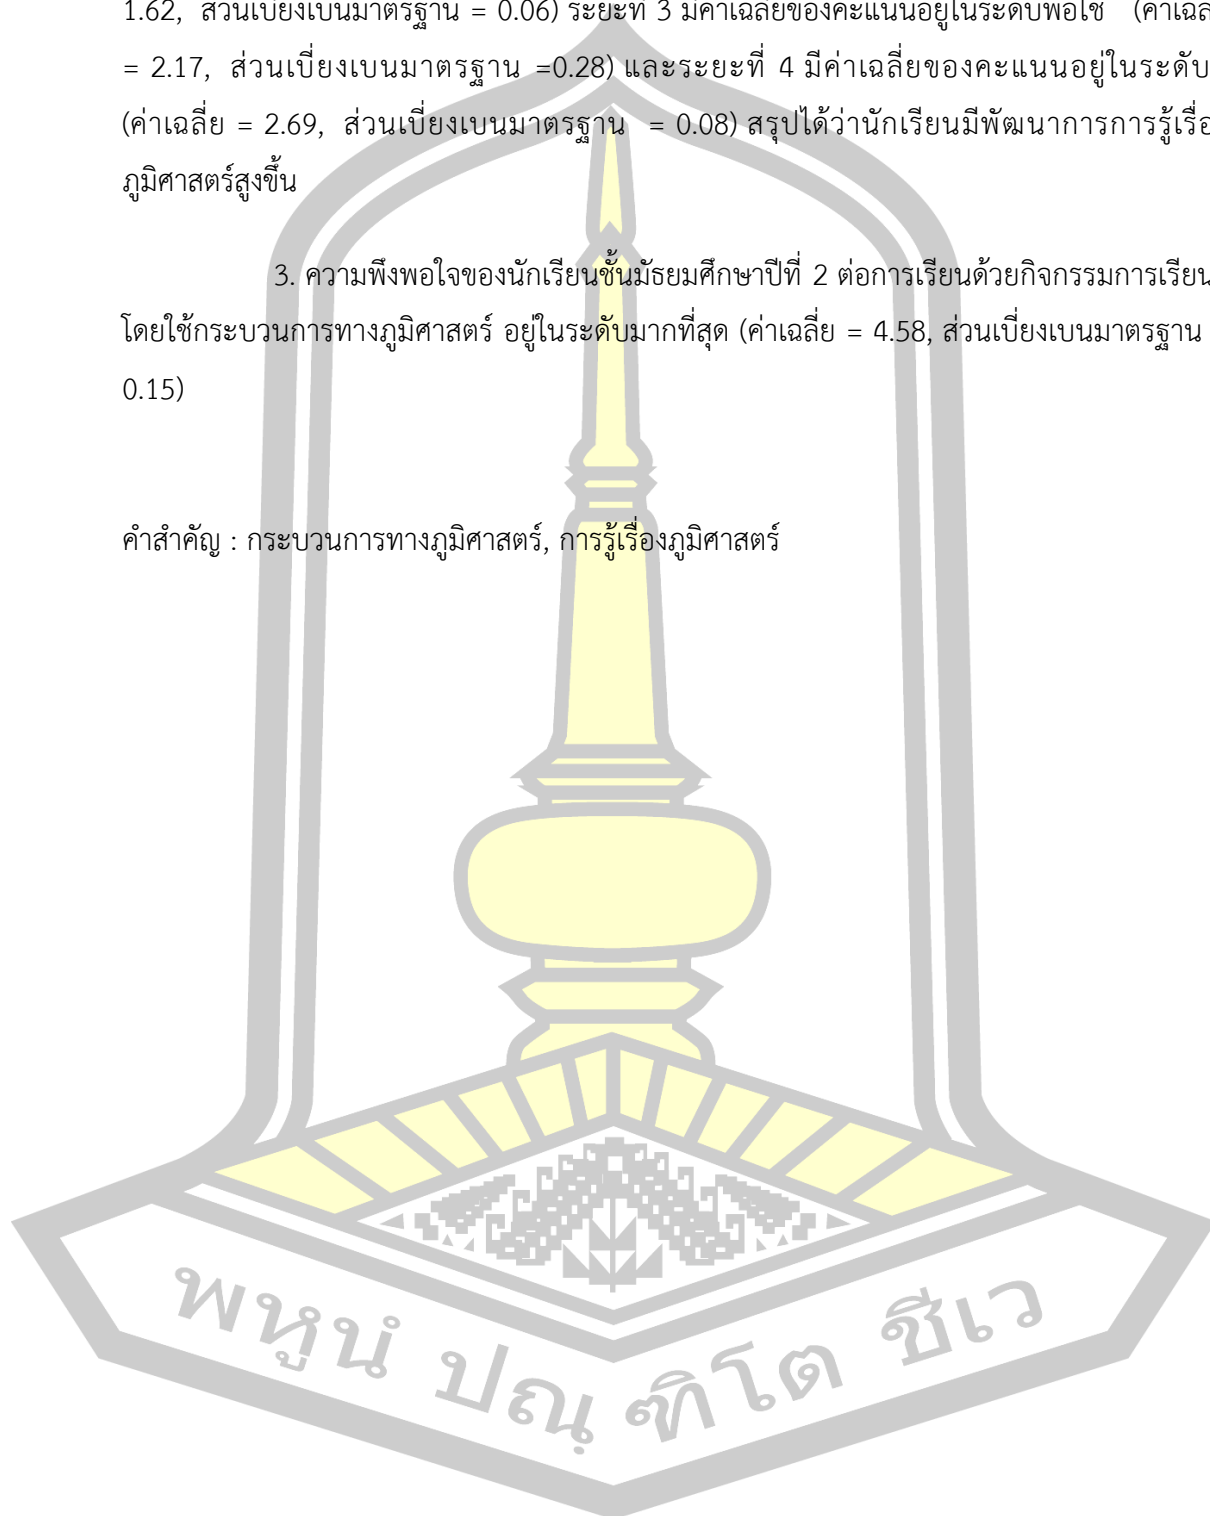 1.62, ส่วนเบี่ยงเบนมาตรฐาน = 0.06) ระยะที่ 3 มีค่าเฉลี่ยของคะแนนอยู่ในระดับพอใช้ (ค่าเฉลี่
= 2.17, ส่วนเบี่ยงเบนมาตรฐาน =0.28) และระยะที่ 4 มีค่าเฉลี่ยของคะแนนอยู่ในระดับ
(ค่าเฉลี่ย = 2.69, ส่วนเบี่ยงเบนมาตรฐาน = 0.08) สรุปได้ว่านักเรียนมีพัฒนาการการรู้เรื่อ
ภูมิศาสตร์สูงขึ้น
3. ความพึงพอใจของนักเรียนชั้นมัธยมศึกษาปีที่ 2 ต่อการเรียนด้วยกิจกรรมการเรียน
โดยใช้กระบวนการทางภูมิศาสตร์ อยู่ในระดับมากที่สุด (ค่าเฉลี่ย = 4.58, ส่วนเบี่ยงเบนมาตรฐาน
0.15)
คำสำคัญ : กระบวนการทางภูมิศาสตร์, การรู้เรื่องภูมิศาสตร์
พหูนํ ปณฺฑิโต ชีเว